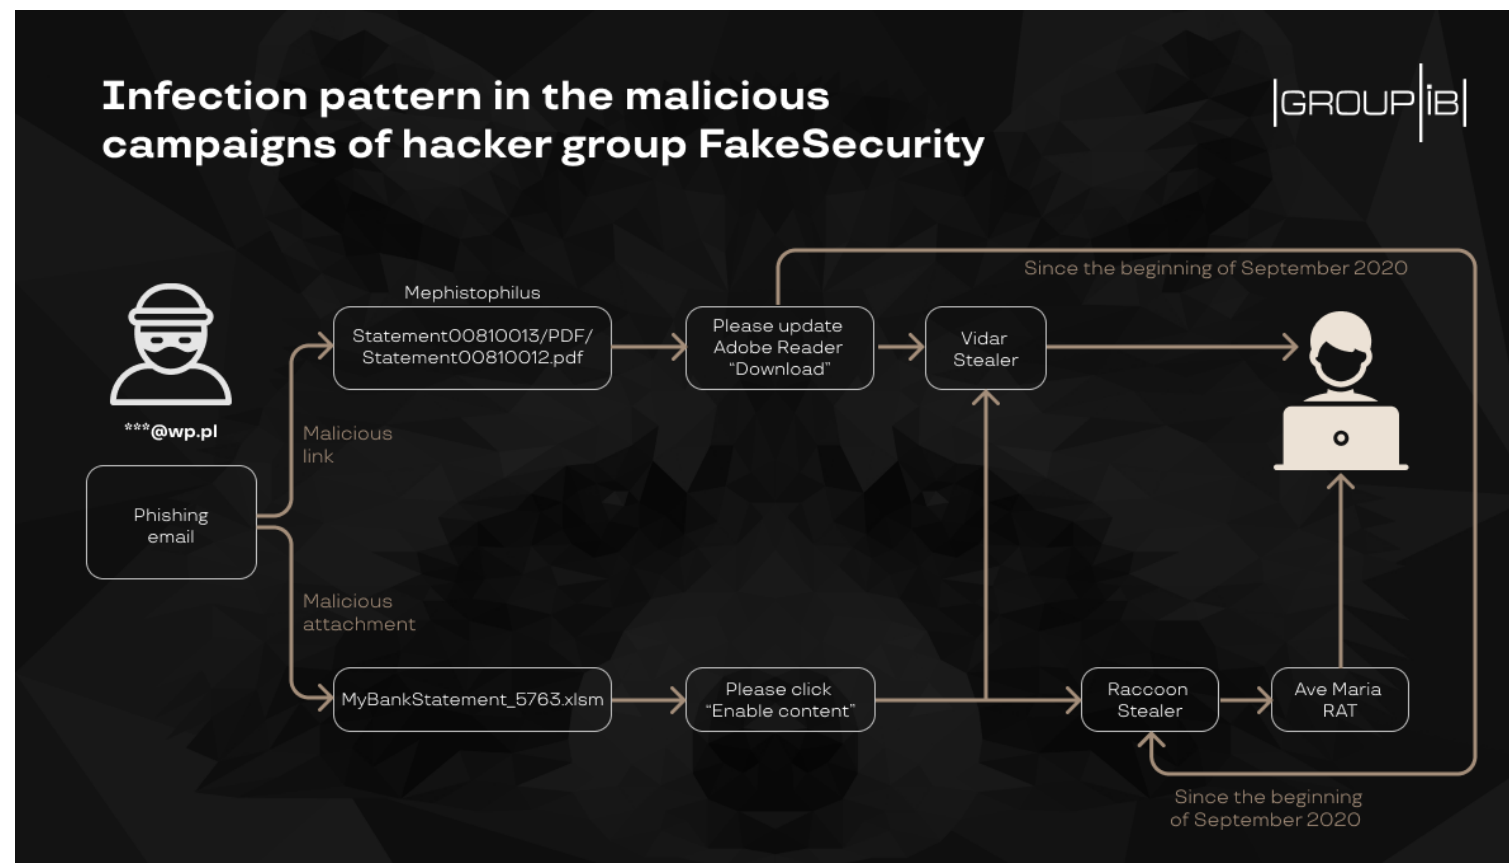 Infection pattern in the malicious
campaigns of hacker group FakeSecurity
GROUP iB
Since the beginning of September 2020
Mephistophilus
Statement00810013/PDF/
Statement00810012.pdf
Please update
Adobe Reader
“Download”
Vidar
Stealer
***@wp.pl
Malicious
link
Phishing
email
Malicious
attachment
MyBankStatement_5763.xlsm
Please click
“Enable content”
Raccoon
Stealer
Ave Maria
RAT
Since the beginning
of September 2020